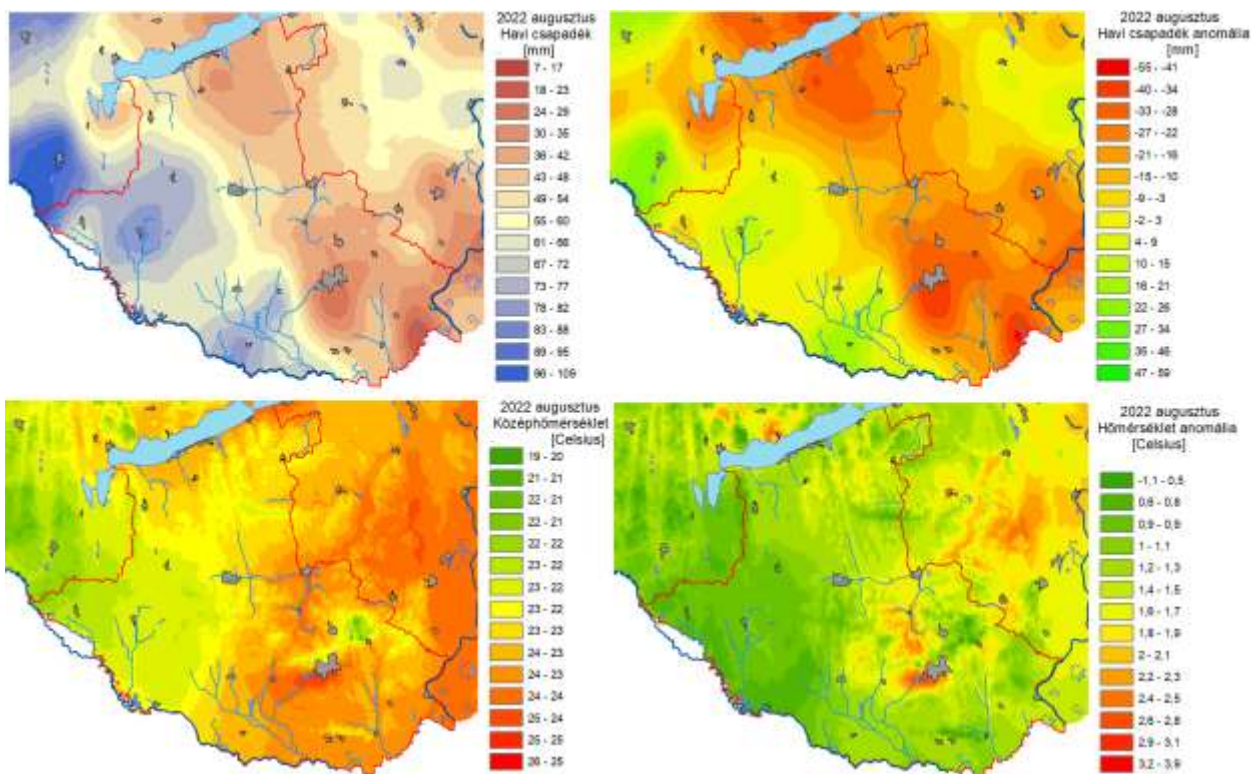 2022 augusztus
Havi csapadék
[mm]
7 - 17
18 - 23
24 - 29
30 - 35
36 - 42
43 - 48
49 - 54
55 - 60
61 - 66
67 - 72
73 - 77
78 - 82
83 - 88
89 - 95
96 - 109
2022 augusztus
Havi csapadék anomália
[mm]
-55 - -41
-40 - -34
-33 - -28
-27 - -22
-21 - -16
-15 - -10
-9 - -3
-2 - 3
4 - 9
10 - 15
16 - 21
22 - 26
27 - 34
35 - 46
47 - 59
2022 augusztus
Középhőmérséklet
[Celsius]
19 - 20
21 - 21
22 - 21
22 - 21
22 - 22
23 - 22
23 - 22
23 - 22
23 - 23
24 - 23
24 - 23
24 - 24
25 - 24
25 - 25
26 - 25
2022 augusztus
Hőmérséklet anomália
[Celsius]
-1,1 - 0,5
0,6 - 0,8
0,9 - 0,9
1 - 1,1
1,2 - 1,3
1,4 - 1,5
1,6 - 1,7
1,8 - 1,9
2 - 2,1
2,2 - 2,3
2,4 - 2,5
2,6 - 2,8
2,9 - 3,1
3,2 - 3,9